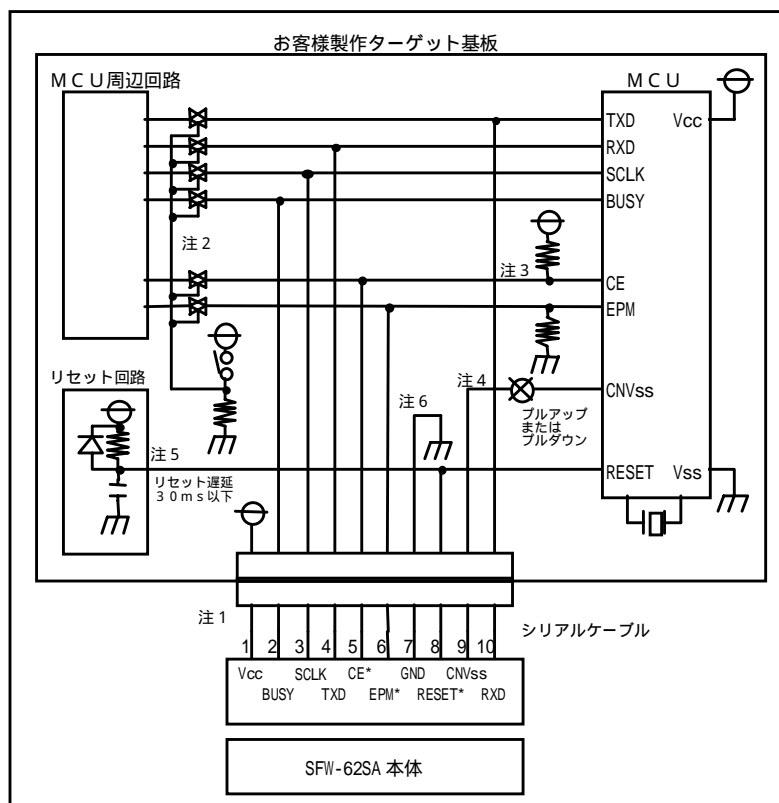 お客様製作ターゲット基板
MCU周辺回路
MCU
TXD
Vcc
RXD
SCLK
BUSY
注2
注3
CE
EPM
リセット回路
注4
CNVss
プルアップ
または
プルダウン
注6
注5
リセット遅延
30ms以下
RESET
Vss
注1
シリアルケーブル
1 2 3 4 5 6 7 8 9 10
Vcc SCLK CE* GND CNVss
BUSY TXD EPM* RESET* RXD
SFW-62SA 本体